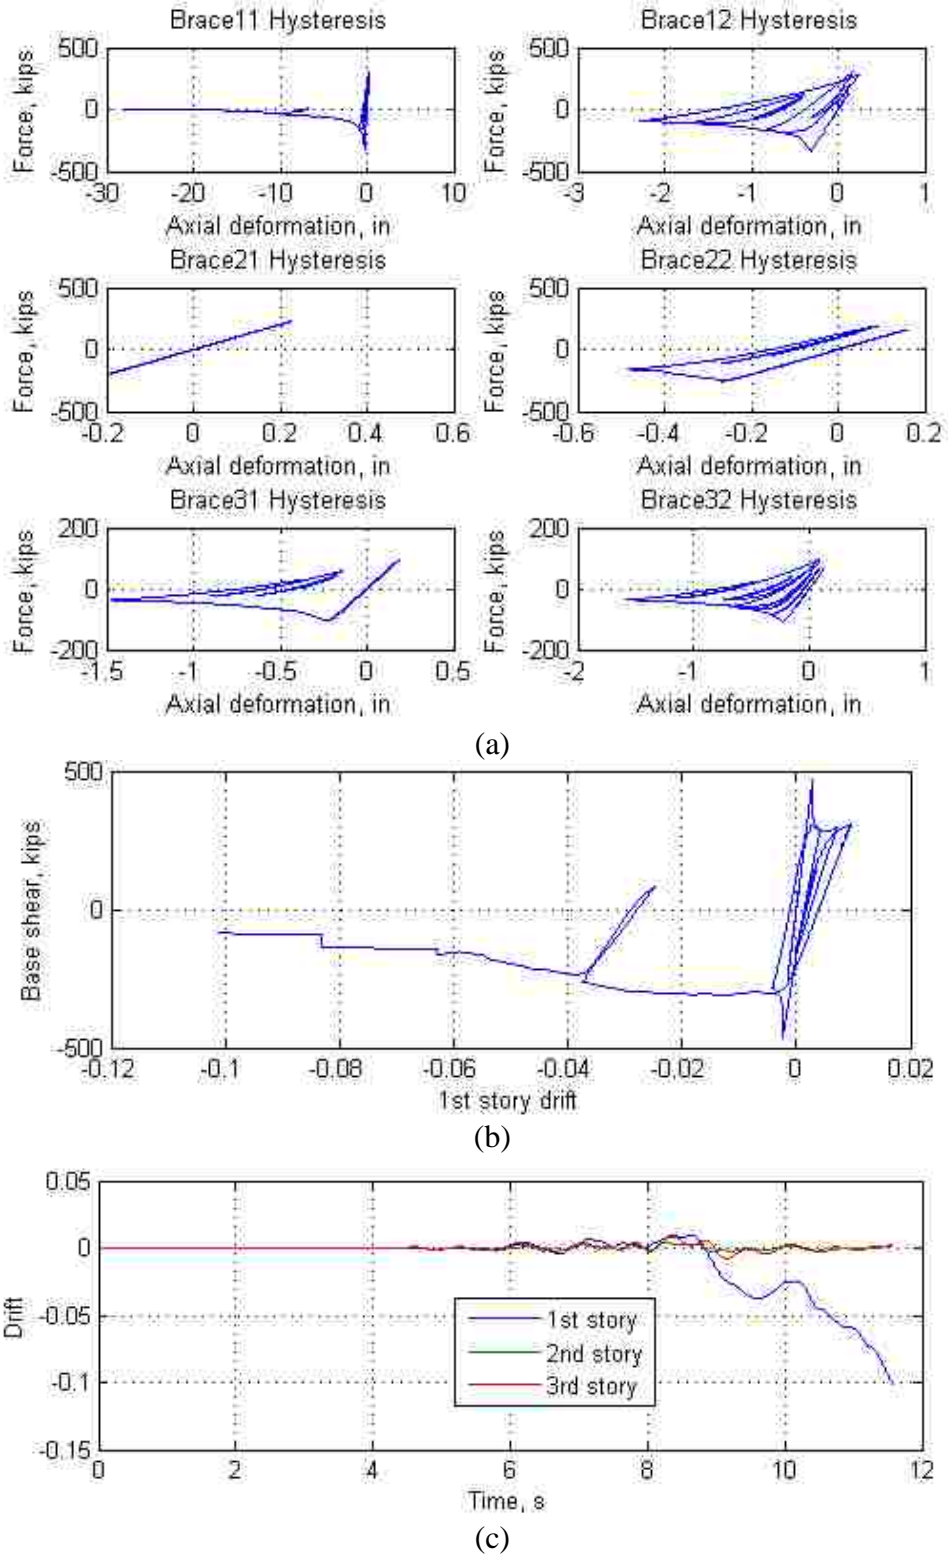 Brace11 Hysteresis Brace12 Hysteresis
500 500
Force, kips 0 Force, kips 0
-500 -500
-30 -20 -10 0 10 -3 -2 -1 0 1
Axial deformation, in Axial deformation, in
Brace21 Hysteresis Brace22 Hysteresis
500 500
Force, kips 0 Force, kips 0
-500 -500
-0.2 0 0.2 0.4 0.6 -0.6 -0.4 -0.2 0 0.2
Axial deformation, in Axial deformation, in
Brace31 Hysteresis Brace32 Hysteresis
200 200
Force, kips 0 Force, kips 0
-200 -200
-1.5 -1 -0.5 0 0.5 -2 -1 0 1
Axial deformation, in Axial deformation, in
(a)
500
Base shear, kips 0
-500
-0.12 -0.1 -0.08 -0.06 -0.04 -0.02 0 0.02
1st story drift
(b)
0.05
0
Drift -0.05
1st story
2nd story
-0.1 3rd story
-0.15
0 2 4 6 8 10 12
Time, s
(c)